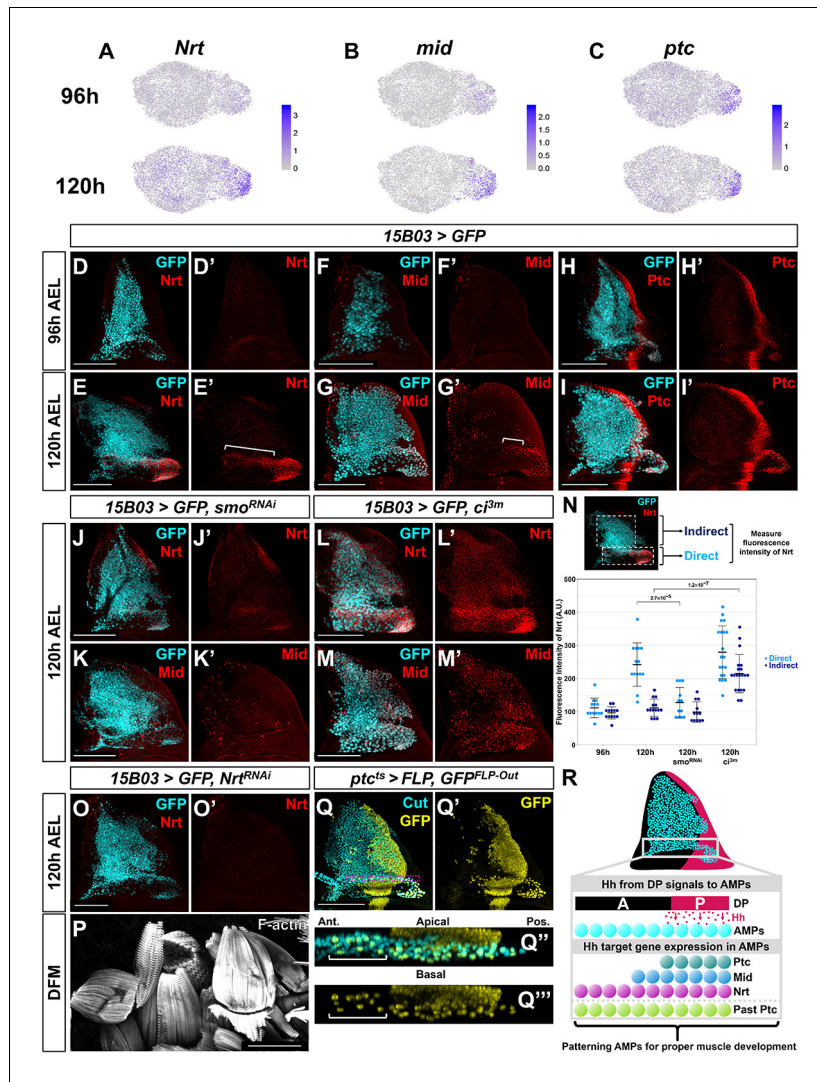 A Nrt B mid C ptc
96h
3
2
1
0
2.0
1.5
1.0
0.5
0
2
1
0
120h
15B03 > GFP
96h AEL
D GFP Nrt
D' Nrt
F GFP Mid
F' Mid
H GFP Ptc
H' Ptc
120h AEL
E GFP Nrt
E' Nrt
G GFP Mid
G' Mid
I GFP Ptc
I' Ptc
15B03 > GFP, smoRNAi
15B03 > GFP, ci3m
120h AEL
J GFP Nrt
J' Nrt
L GFP Nrt
L' Nrt
K GFP Mid
K' Mid
M GFP Mid
M' Mid
N
GFP
Nrt
Indirect
Direct
Measure
fluorescence
intensity of Nrt
Fluorescence Intensity of Nrt (A.U.)
500
400
300
200
100
0
1.2×10⁻⁷
2.7×10⁻⁵
Direct
Indirect
96h 120h 120h 120h
smoRNAi ci3m
15B03 > GFP, NrtRNAi
ptcts > FLP, GFPFLP-Out
120h AEL
O GFP Nrt
O' Nrt
Q Cut GFP
Q' GFP
DFM
P F-actin
Ant. Apical Pos.
Q''
Basal
Q'''
R
Hh from DP signals to AMPs
A P DP
Hh
AMPs
Hh target gene expression in AMPs
Ptc
Mid
Nrt
Past Ptc
Patterning AMPs for proper muscle development